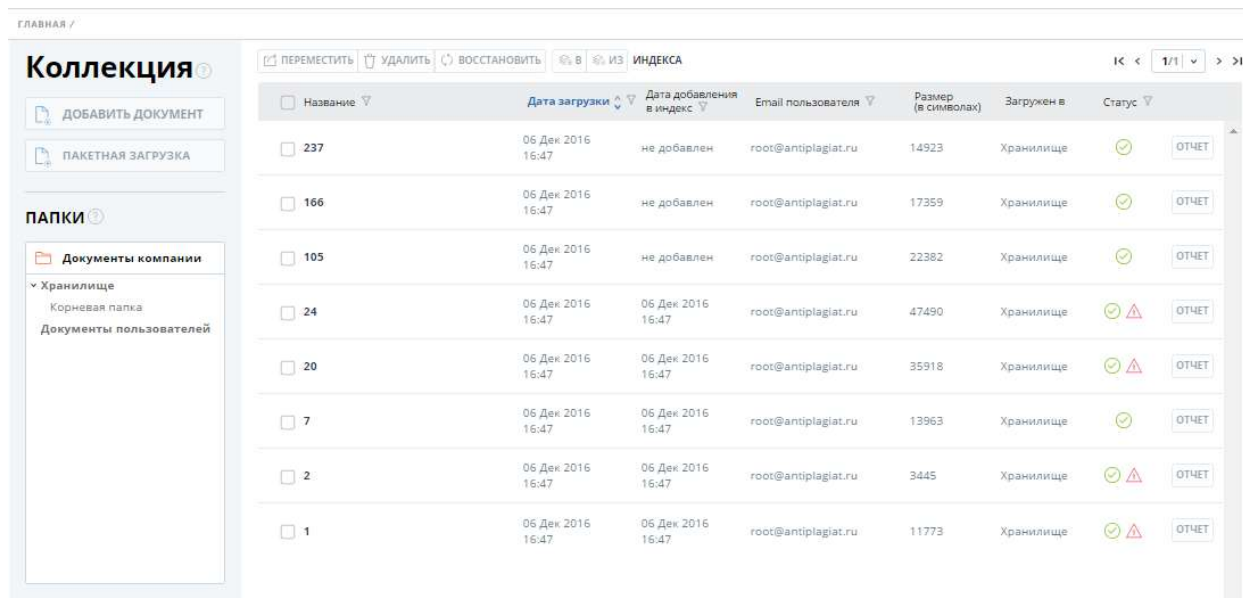 ГЛАВНАЯ /
Коллекция
ДОБАВИТЬ ДОКУМЕНТ
ПАКЕТНАЯ ЗАГРУЗКА
ПАПКИ
Документы компании
Хранилище
Корневая папка
Документы пользователей
ПЕРЕМЕСТИТЬ УДАЛИТЬ ВОССТАНОВИТЬ В ИЗ ИНДЕКСА 1/1
Название Дата загрузки Дата добавления в индекс Email пользователя Размер (в символах) Загружен в Статус
237 06 Дек 2016 16:47 не добавлен root@antiplagiat.ru 14923 Хранилище ОТЧЕТ
166 06 Дек 2016 16:47 не добавлен root@antiplagiat.ru 17359 Хранилище ОТЧЕТ
105 06 Дек 2016 16:47 не добавлен root@antiplagiat.ru 22382 Хранилище ОТЧЕТ
24 06 Дек 2016 16:47 06 Дек 2016 16:47 root@antiplagiat.ru 47490 Хранилище ОТЧЕТ
20 06 Дек 2016 16:47 06 Дек 2016 16:47 root@antiplagiat.ru 35918 Хранилище ОТЧЕТ
7 06 Дек 2016 16:47 06 Дек 2016 16:47 root@antiplagiat.ru 13963 Хранилище ОТЧЕТ
2 06 Дек 2016 16:47 06 Дек 2016 16:47 root@antiplagiat.ru 3445 Хранилище ОТЧЕТ
1 06 Дек 2016 16:47 06 Дек 2016 16:47 root@antiplagiat.ru 11773 Хранилище ОТЧЕТ